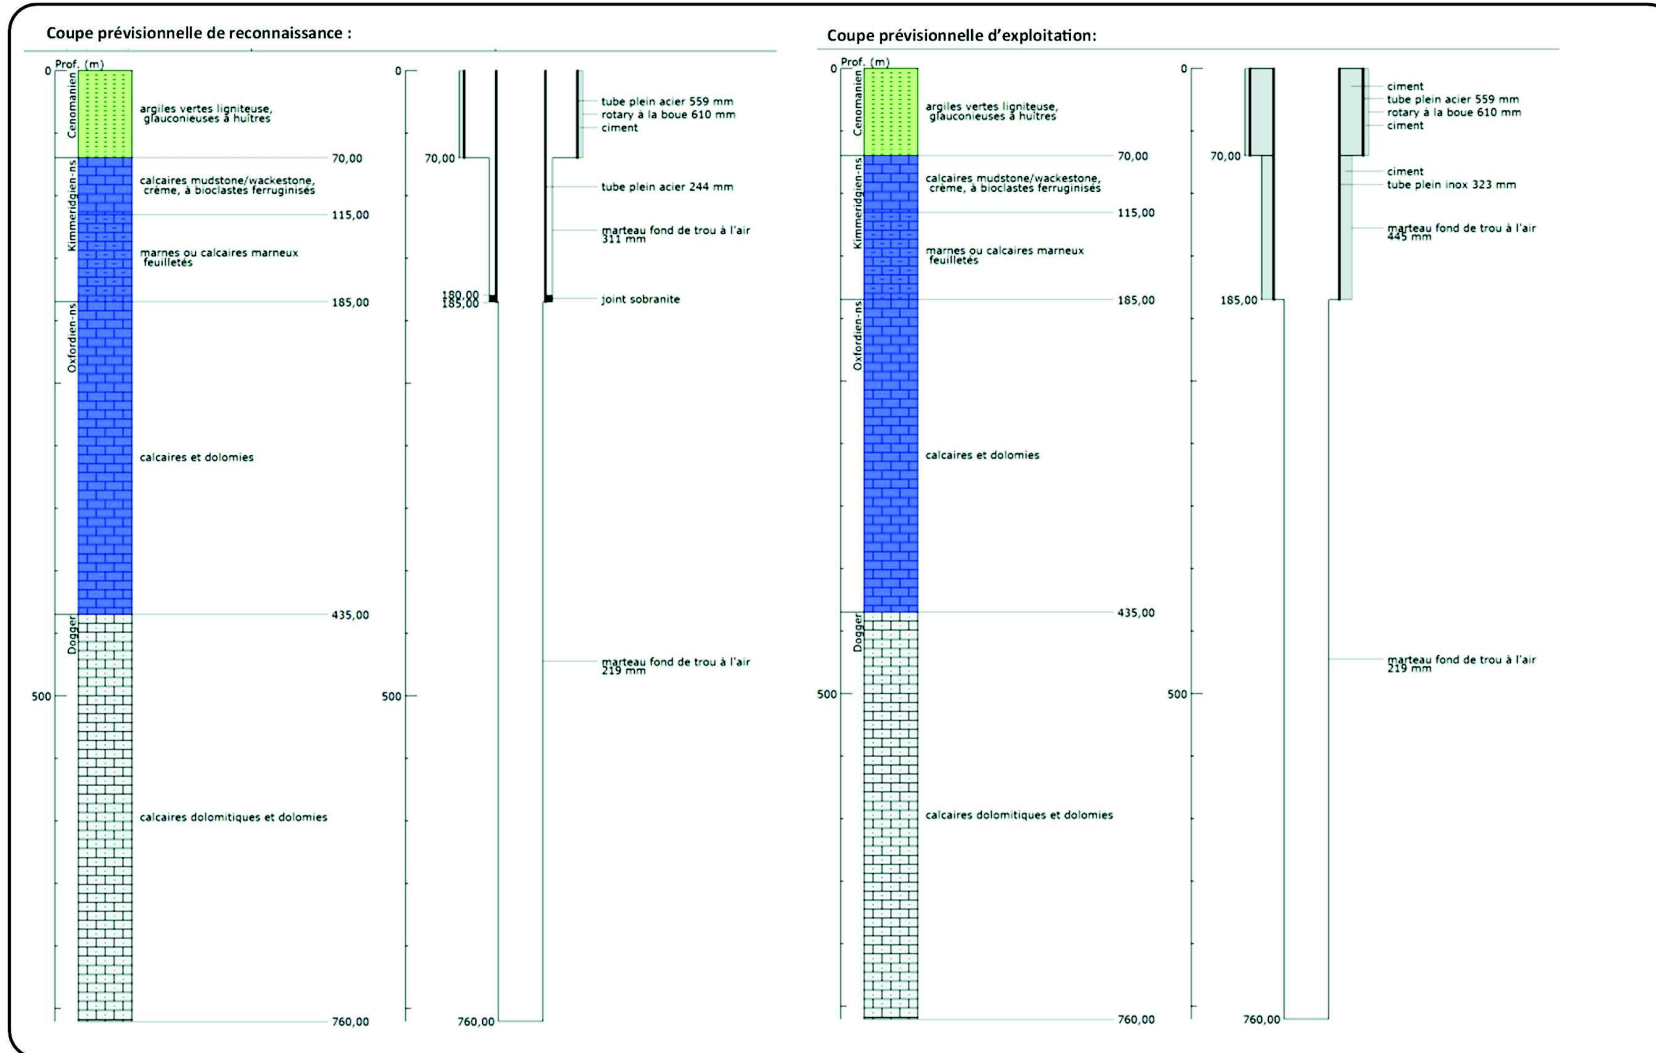 Coupe prévisionnelle de reconnaissance :
Prof. (m)
0
Cenomanien
argiles vertes ligniteuse,
glauconieuses à huîtres
70,00
Kimmeridgien-ns
calcaires mudstone/wackestone,
crème, à bioclastes ferruginisés
115,00
marnes ou calcaires marneux
feuilletés
185,00
Oxfordien-ns
calcaires et dolomies
435,00
Dogger
500
calcaires dolomitiques et dolomies
760,00
0
tube plein acier 559 mm
rotary à la boue 610 mm
ciment
70,00
tube plein acier 244 mm
marteau fond de trou à l'air
311 mm
180,00
185,00
joint sobranite
marteau fond de trou à l'air
219 mm
500
760,00
Coupe prévisionnelle d’exploitation:
Prof. (m)
0
Cenomanien
argiles vertes ligniteuse,
glauconieuses à huîtres
70,00
Kimmeridgien-ns
calcaires mudstone/wackestone,
crème, à bioclastes ferruginisés
115,00
marnes ou calcaires marneux
feuilletés
185,00
Oxfordien-ns
calcaires et dolomies
435,00
Dogger
500
calcaires dolomitiques et dolomies
760,00
0
ciment
tube plein acier 559 mm
rotary à la boue 610 mm
ciment
70,00
ciment
tube plein inox 323 mm
marteau fond de trou à l'air
445 mm
185,00
marteau fond de trou à l'air
219 mm
500
760,00